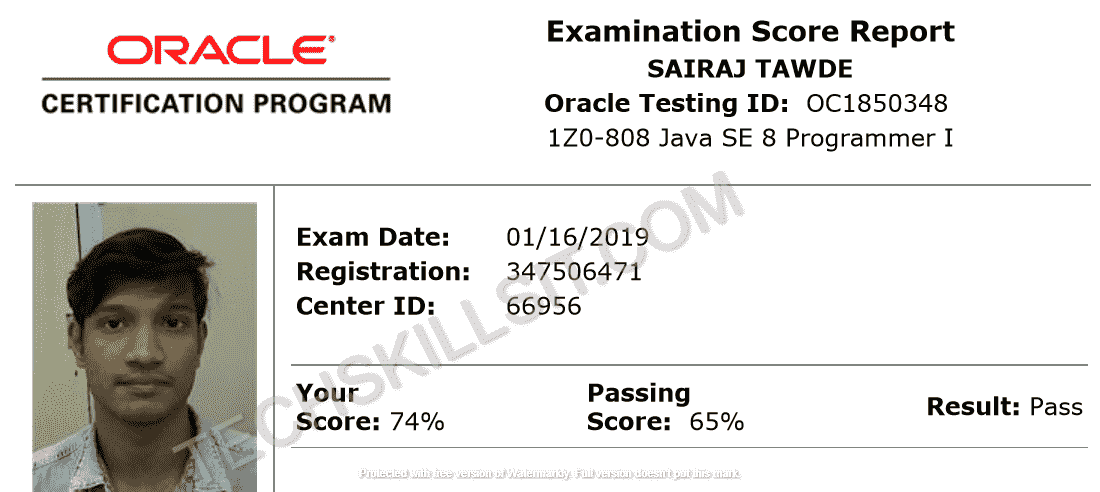 ORACLE
CERTIFICATION PROGRAM
Examination Score Report
SAIRAJ TAWDE
Oracle Testing ID: OC1850348
1Z0-808 Java SE 8 Programmer I
Exam Date: 01/16/2019
Registration: 347506471
Center ID: 66956
Your
Score: 74%
Passing
Score: 65%
Result: Pass
TECHSKILLSIT.COM
Protected with free version of Watermarkly. Full version doesn't put this mark.